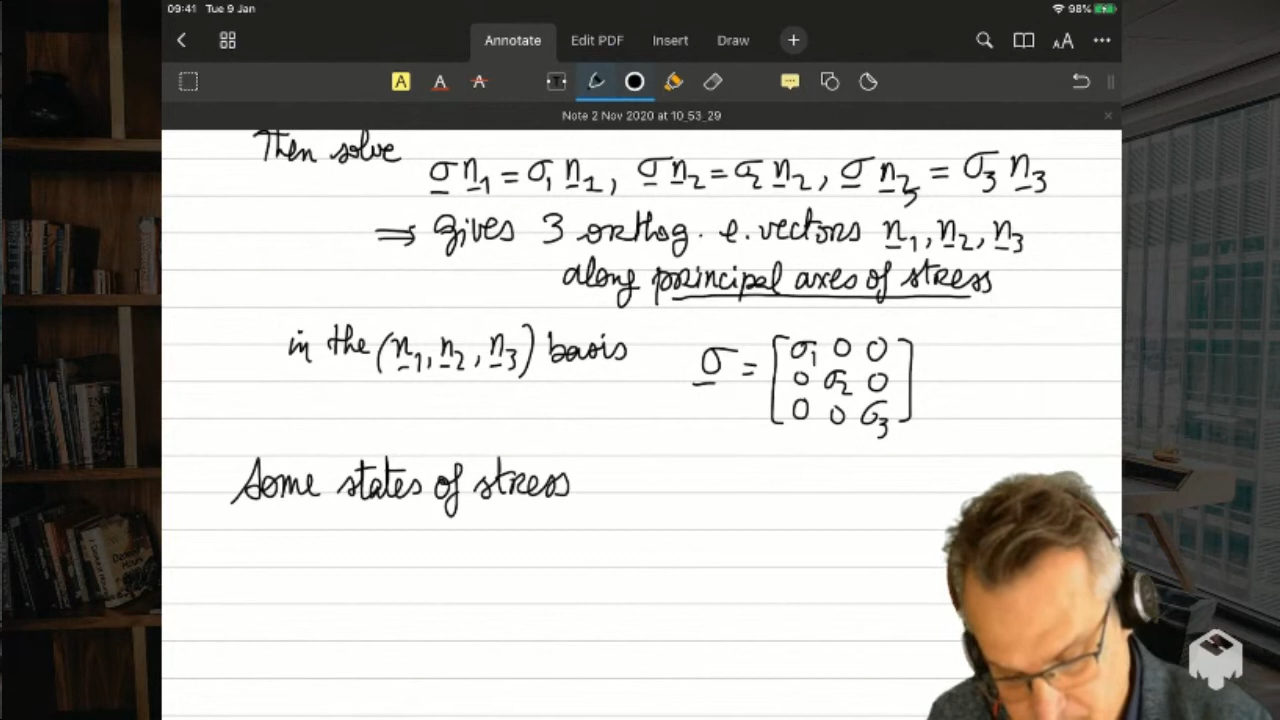 09:41 Tue 9 Jan 98%
Annotate Edit PDF Insert Draw
Note 2 Nov 2020 at 10_53_29
Then solve
σ n₁ = σ₁ n₁, σ n₂ = σ₂ n₂, σ n₃ = σ₃ n₃
⇒ gives 3 orthog. e. vectors n₁, n₂, n₃
along principal axes of stress
in the (n₁, n₂, n₃) basis σ = [σ₁ 0 0
0 σ₂ 0
0 0 σ₃]
Some states of stress